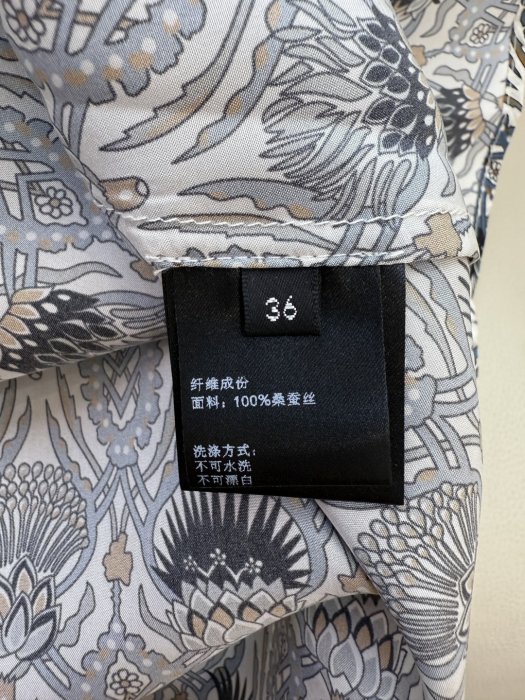 36
纤维成份
面料：100%桑蚕丝
洗涤方式：
不可水洗
不可漂白